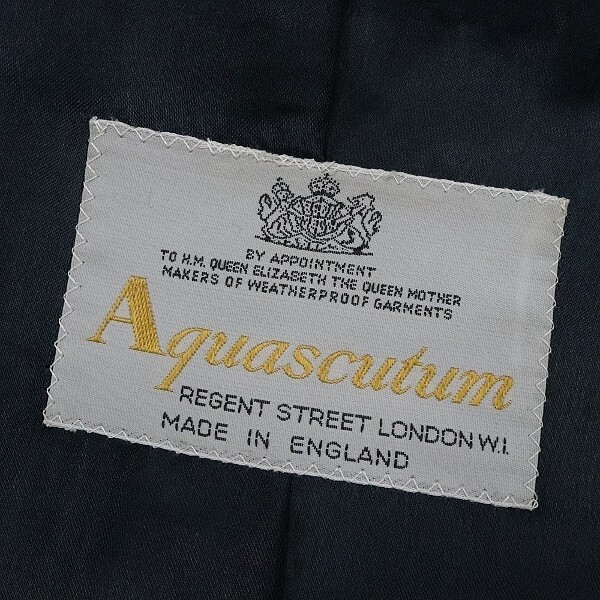 BY APPOINTMENT
TO H.M. QUEEN ELIZABETH THE QUEEN MOTHER
MAKERS OF WEATHERPROOF GARMENTS
Aquascutum
REGENT STREET LONDON W.I.
MADE IN ENGLAND